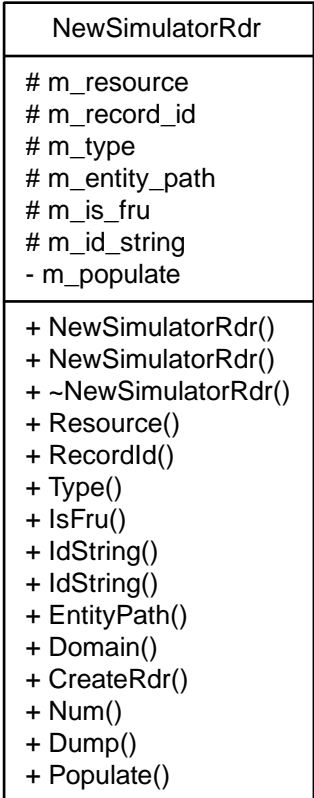 NewSimulatorRdr
# m_resource
# m_record_id
# m_type
# m_entity_path
# m_is_fru
# m_id_string
- m_populate
+ NewSimulatorRdr()
+ NewSimulatorRdr()
+ ~NewSimulatorRdr()
+ Resource()
+ RecordId()
+ Type()
+ IsFru()
+ IdString()
+ IdString()
+ EntityPath()
+ Domain()
+ CreateRdr()
+ Num()
+ Dump()
+ Populate()